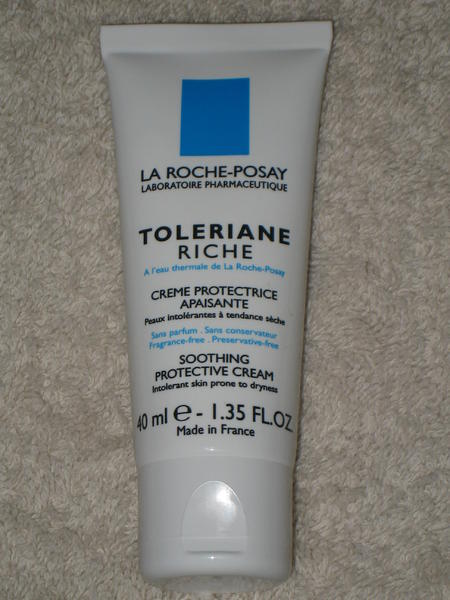 LA ROCHE-POSAY
LABORATOIRE PHARMACEUTIQUE
TOLERIANE
RICHE
A l'eau thermale de La Roche-Posay
CREME PROTECTRICE
APAISANTE
Peaux intolérantes à tendance sèche
Sans parfum . Sans conservateur
Fragrance-free . Preservative-free
SOOTHING
PROTECTIVE CREAM
Intolerant skin prone to dryness
40 ml e - 1.35 FL.OZ.
Made in France